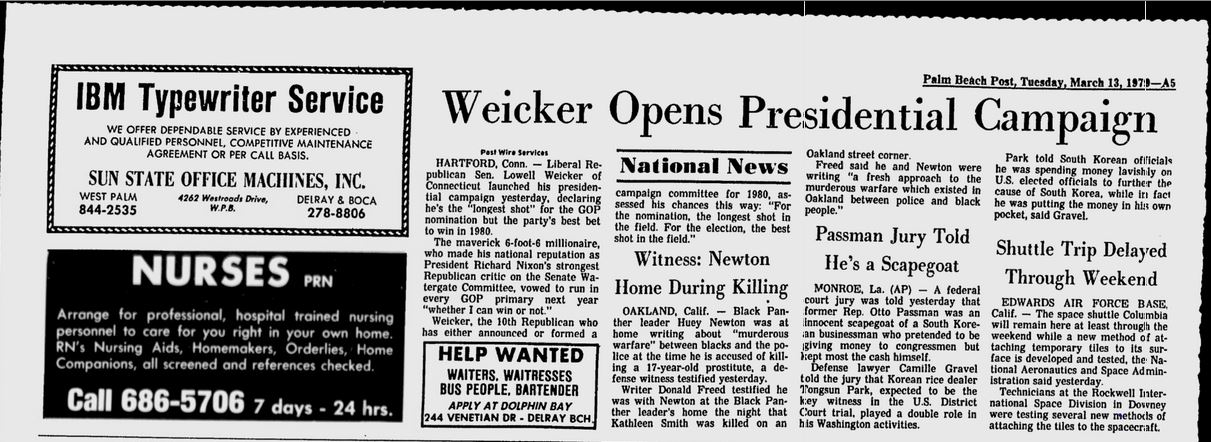 Palm Beach Post, Tuesday, March 13, 1979—A5
IBM Typewriter Service
WE OFFER DEPENDABLE SERVICE BY EXPERIENCED
AND QUALIFIED PERSONNEL, COMPETITIVE MAINTENANCE
AGREEMENT OR PER CALL BASIS.
SUN STATE OFFICE MACHINES, INC.
WEST PALM
844-2535
4262 Westroads Drive,
W.P.B.
DELRAY & BOCA
278-8806
NURSES PRN
Arrange for professional, hospital trained nursing
personnel to care for you right in your own home.
RN's Nursing Aids, Homemakers, Orderlies, Home
Companions, all screened and references checked.
Call 686-5706 7 days - 24 hrs.
Weicker Opens Presidential Campaign
Post Wire Services
HARTFORD, Conn. — Liberal Re-
publican Sen. Lowell Weicker of
Connecticut launched his presiden-
tial campaign yesterday, declaring
he's the "longest shot" for the GOP
nomination but the party's best bet
to win in 1980.
The maverick 6-foot-6 millionaire,
who made his national reputation as
President Richard Nixon's strongest
Republican critic on the Senate Wa-
tergate Committee, vowed to run in
every GOP primary next year
"whether I can win or not."
Weicker, the 10th Republican who
has either announced or formed a
HELP WANTED
WAITERS, WAITRESSES
BUS PEOPLE, BARTENDER
APPLY AT DOLPHIN BAY
244 VENETIAN DR - DELRAY BCH.
National News
campaign committee for 1980, as-
sessed his chances this way: "For
the nomination, the longest shot in
the field. For the election, the best
shot in the field."
Witness: Newton
Home During Killing
OAKLAND, Calif. — Black Pan-
ther leader Huey Newton was at
home writing about "murderous
warfare" between blacks and the po-
lice at the time he is accused of kill-
ing a 17-year-old prostitute, a de-
fense witness testified yesterday.
Writer Donald Freed testified he
was with Newton at the Black Pan-
ther leader's home the night that
Kathleen Smith was killed on an
Oakland street corner.
Freed said he and Newton were
writing "a fresh approach to the
murderous warfare which existed in
Oakland between police and black
people."
Passman Jury Told
He's a Scapegoat
MONROE, La. (AP) — A federal
court jury was told yesterday that
former Rep. Otto Passman was an
innocent scapegoat of a South Kore-
an businessman who pretended to be
giving money to congressmen but
kept most the cash himself.
Defense lawyer Camille Gravel
told the jury that Korean rice dealer
Tongsun Park, expected to be the
key witness in the U.S. District
Court trial, played a double role in
his Washington activities.
Park told South Korean officials
he was spending money lavishly on
U.S. elected officials to further the
cause of South Korea, while in fact
he was putting the money in his own
pocket, said Gravel.
Shuttle Trip Delayed
Through Weekend
EDWARDS AIR FORCE BASE,
Calif. — The space shuttle Columbia
will remain here at least through the
weekend while a new method of at-
taching temporary tiles to its sur-
face is developed and tested, the Na-
tional Aeronautics and Space Admin-
istration said yesterday.
Technicians at the Rockwell Inter-
national Space Division in Downey
were testing several new methods of
attaching the tiles to the spacecraft.